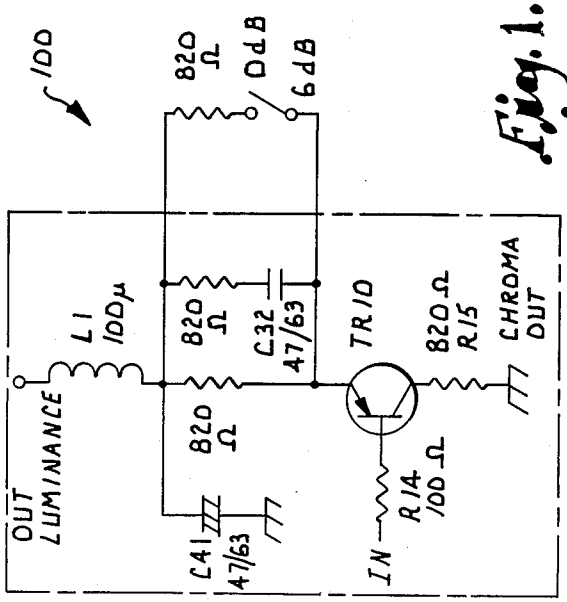 100
OUT
LUMINANCE
L1
100μ
820
Ω
0dB
6dB
C41
47/63
820
Ω
820
Ω
C32
47/63
IN
R14
100 Ω
TR10
820 Ω
R15
CHROMA
OUT
Fig. 1.